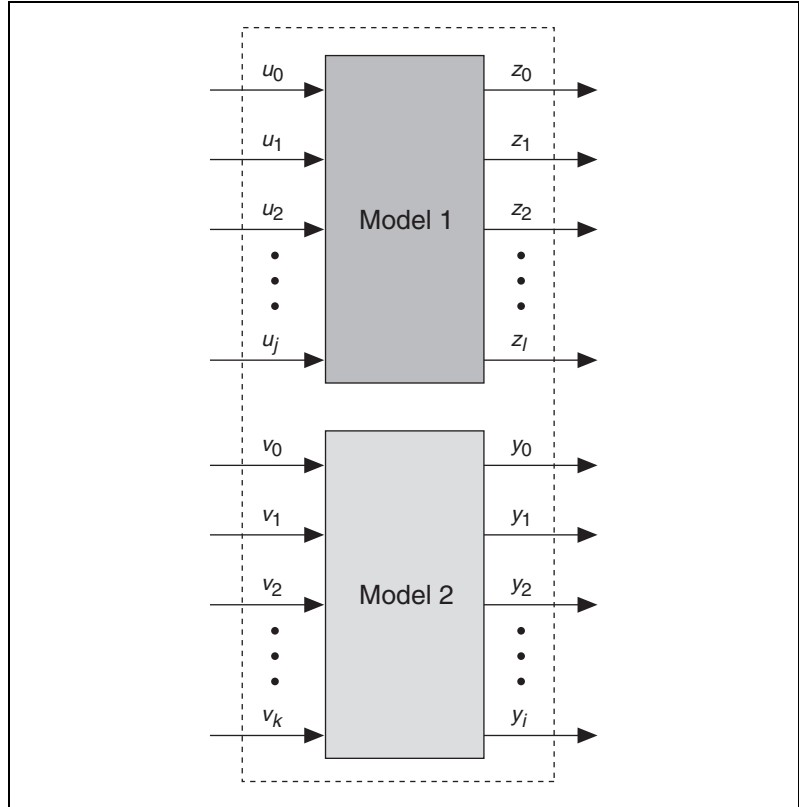 u0 z0
u1 z1
u2 z2
Model 1
uj zl
v0 y0
v1 y1
v2 y2
Model 2
vk yi